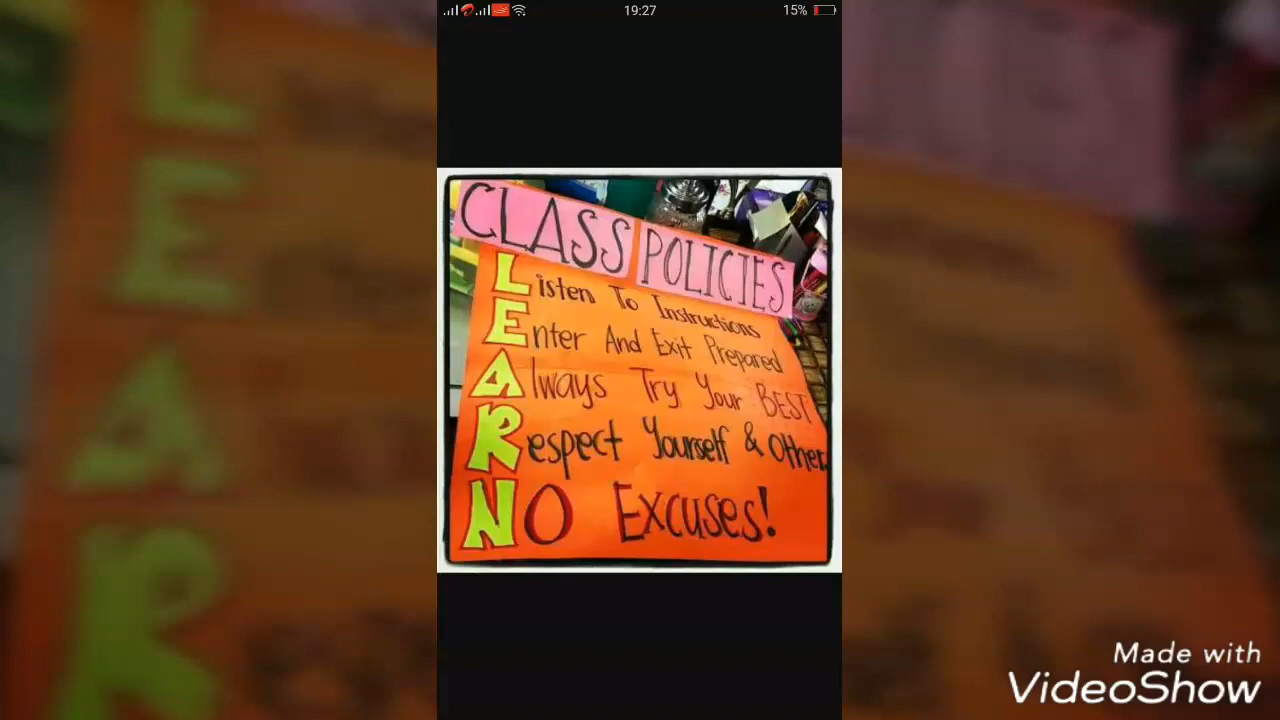 19:27
15%
CLASS POLICIES
Listen To Instructions
Enter And Exit Prepared
Always Try Your BEST
Respect Yourself & Other
NO Excuses!
Made with
VideoShow